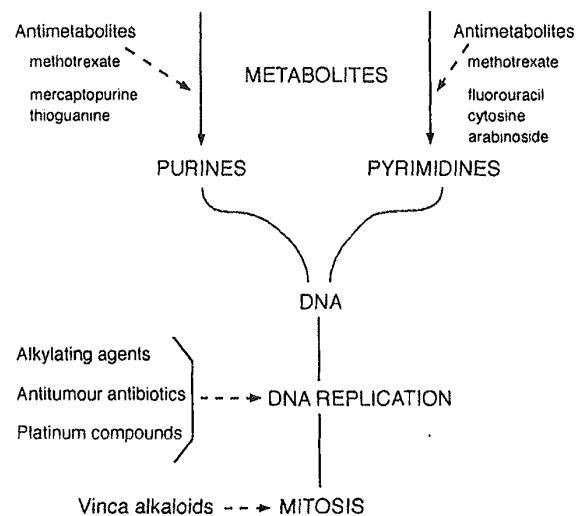 Antimetabolites
methotrexate
mercaptopurine
thioguanine
METABOLITES
Antimetabolites
methotrexate
fluorouracil
cytosine
arabinoside
PURINES
PYRIMIDINES
DNA
Alkylating agents
Antitumour antibiotics
Platinum compounds
DNA REPLICATION
Vinca alkaloids
MITOSIS